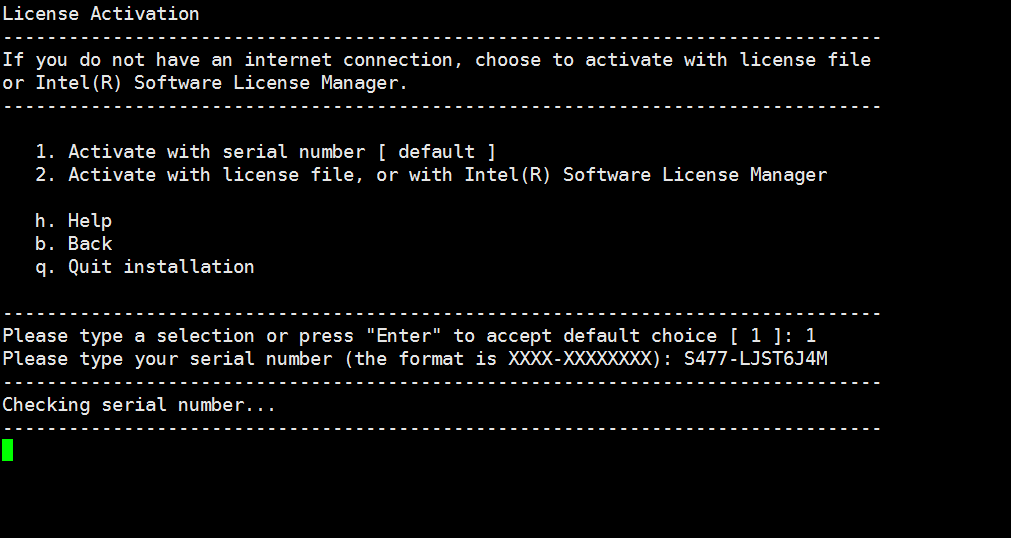 License Activation
--------------------------------------------------------------------------------
If you do not have an internet connection, choose to activate with license file
or Intel(R) Software License Manager.
--------------------------------------------------------------------------------
1. Activate with serial number [ default ]
2. Activate with license file, or with Intel(R) Software License Manager
h. Help
b. Back
q. Quit installation
--------------------------------------------------------------------------------
Please type a selection or press "Enter" to accept default choice [ 1 ]: 1
Please type your serial number (the format is XXXX-XXXXXXXX): S477-LJST6J4M
--------------------------------------------------------------------------------
Checking serial number...
--------------------------------------------------------------------------------